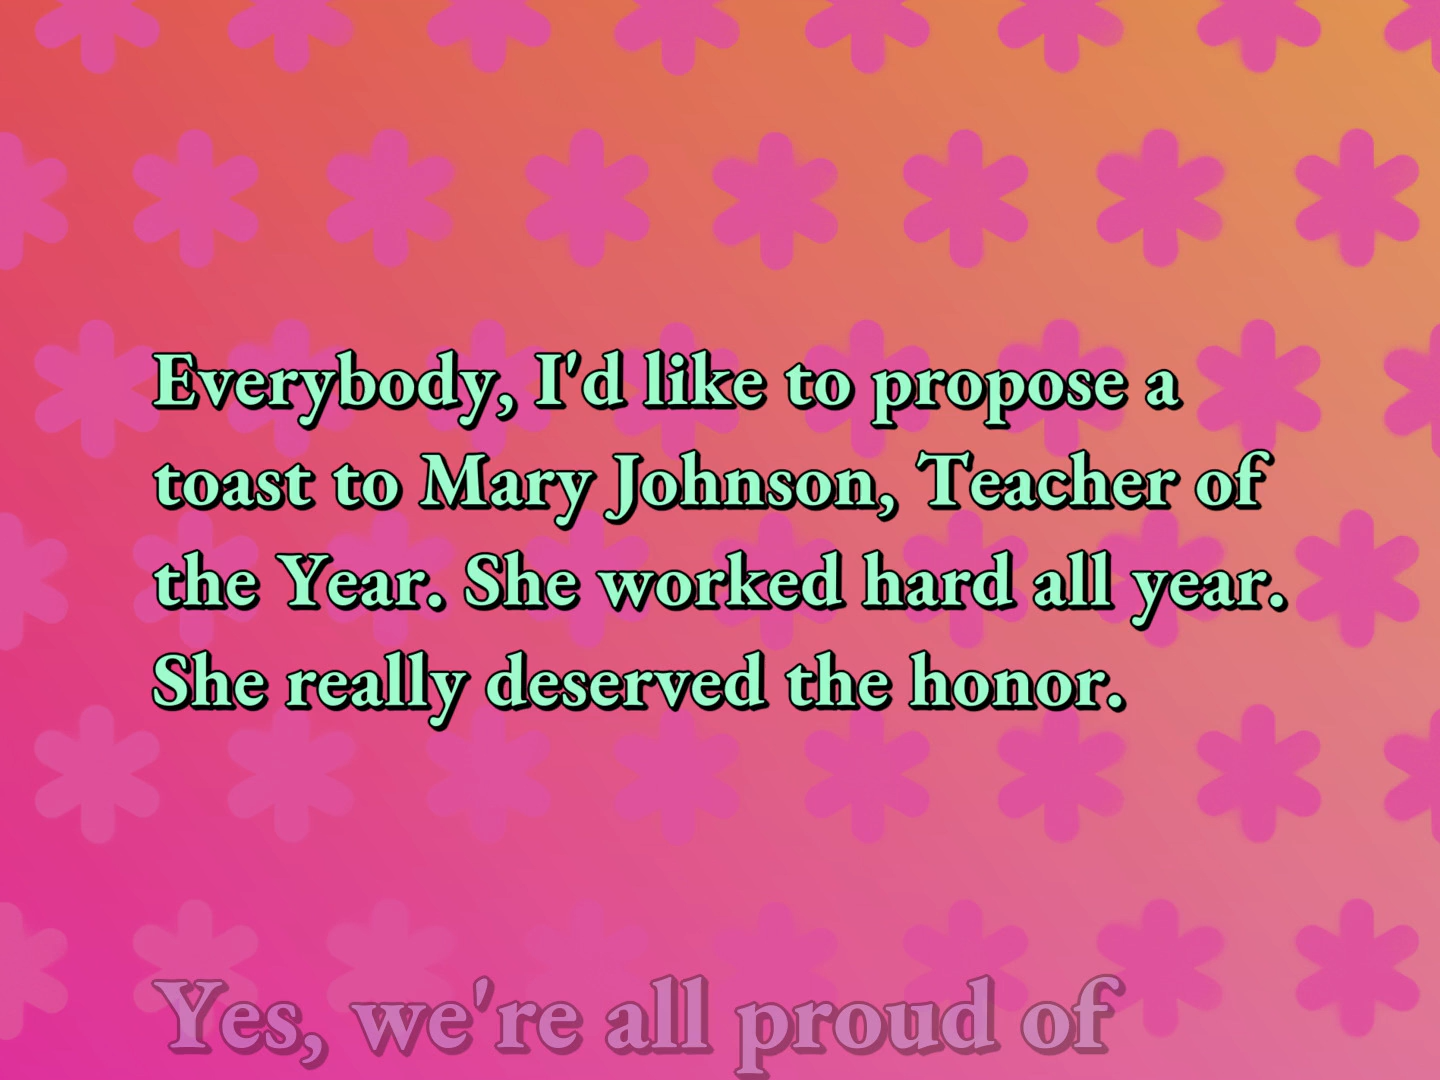 Everybody, I'd like to propose a
toast to Mary Johnson, Teacher of
the Year. She worked hard all year.
She really deserved the honor.
Yes, we're all proud of